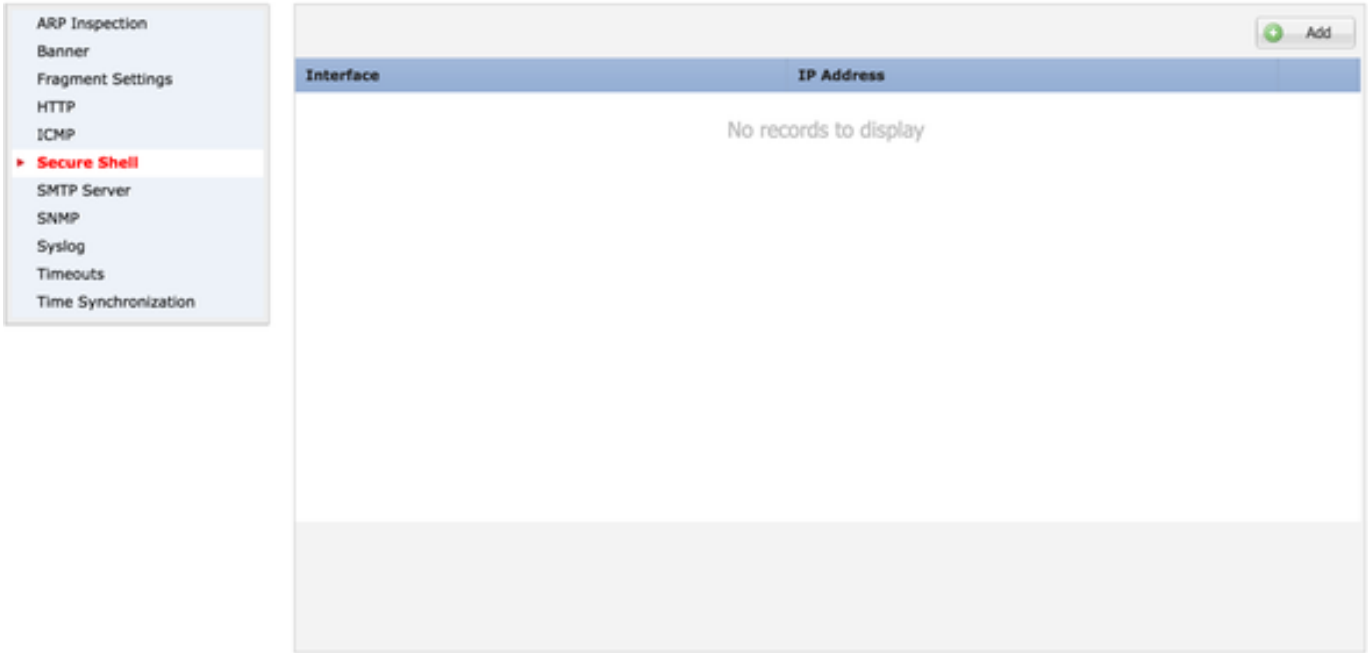 ARP Inspection
Banner
Fragment Settings
HTTP
ICMP
Secure Shell
SMTP Server
SNMP
Syslog
Timeouts
Time Synchronization
Add
Interface IP Address
No records to display